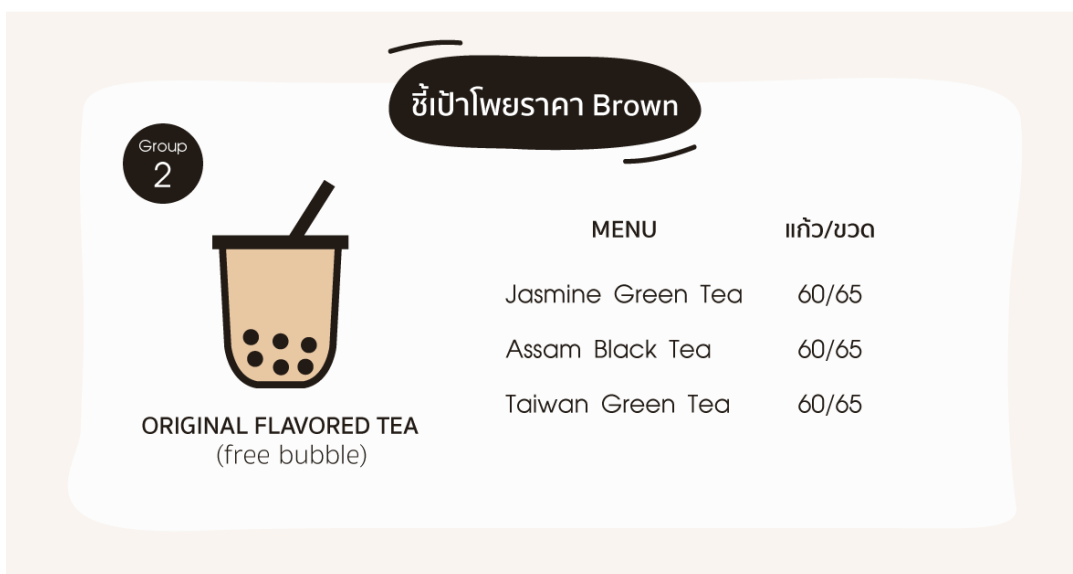 ชี้เป้าโพยราคา Brown
Group
2
MENU แก้ว/ขวด
Jasmine Green Tea 60/65
Assam Black Tea 60/65
Taiwan Green Tea 60/65
ORIGINAL FLAVORED TEA
(free bubble)